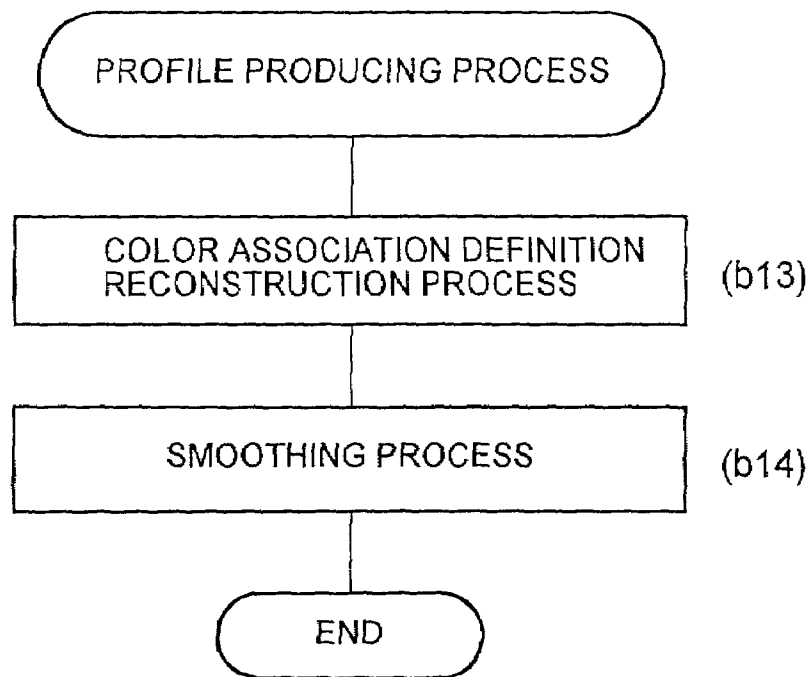 PROFILE PRODUCING PROCESS
COLOR ASSOCIATION DEFINITION
RECONSTRUCTION PROCESS
(b13)
SMOOTHING PROCESS
(b14)
END